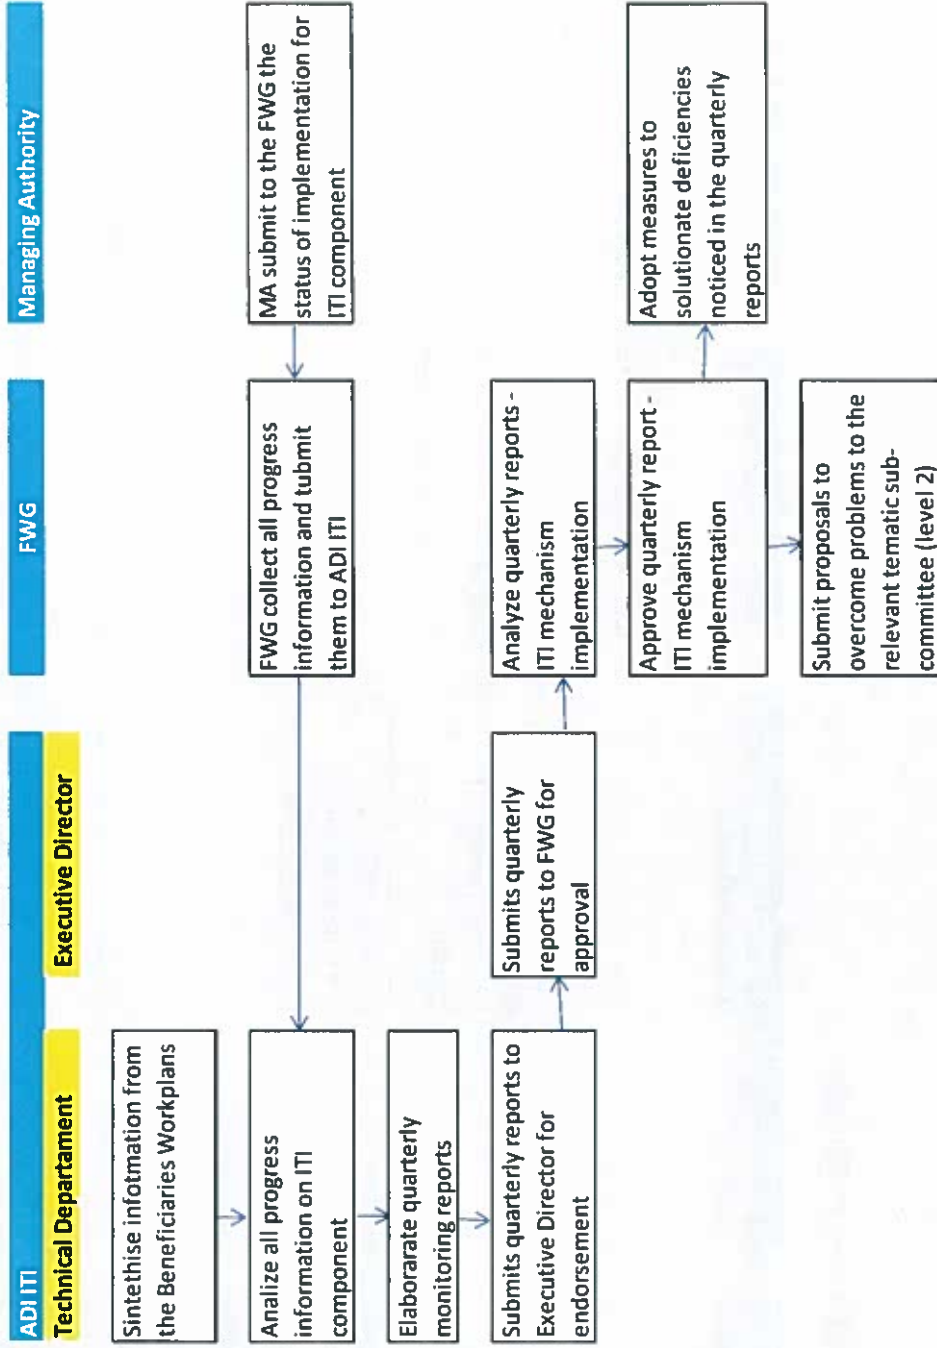 ADI ITI
FWG
Managing Authority
Technical Departament
Executive Director
Sintethise infotmation from
the Beneficiaries Workplans
Analize all progress
information on ITI
component
FWG collect all progress
information and tubmit
them to ADI ITI
MA submit to the FWG the
status of implementation for
ITI component
Elaborarate quarterly
monitoring reports
Submits quarterly reports to
Executive Director for
endorsement
Submits quarterly
reports to FWG for
approval
Analyze quarterly reports -
ITI mechanism
implementation
Approve quarterly report -
ITI mechanism
implementation
Adopt measures to
solutionate deficiencies
noticed in the quarterly
reports
Submit proposals to
overcome problems to the
relevant tematic sub-
committee (level 2)